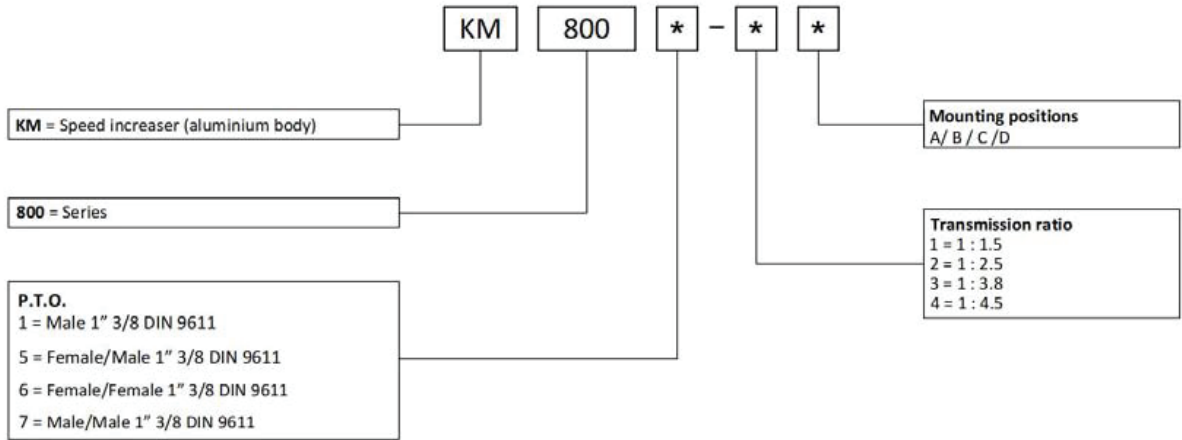 KM 800 * – * *
KM = Speed increaser (aluminium body)
800 = Series
P.T.O.
1 = Male 1” 3/8 DIN 9611
5 = Female/Male 1” 3/8 DIN 9611
6 = Female/Female 1” 3/8 DIN 9611
7 = Male/Male 1” 3/8 DIN 9611
Mounting positions
A/ B / C /D
Transmission ratio
1 = 1 : 1.5
2 = 1 : 2.5
3 = 1 : 3.8
4 = 1 : 4.5